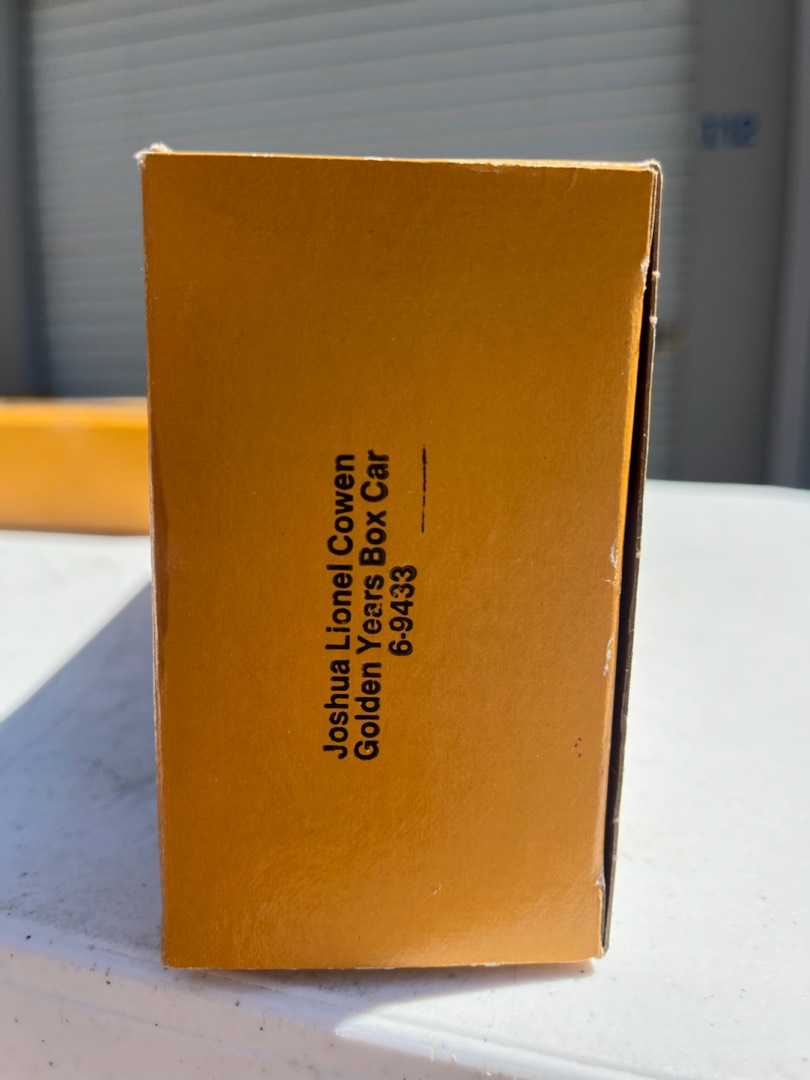 Joshua Lionel Cowen
Golden Years Box Car
6-9433